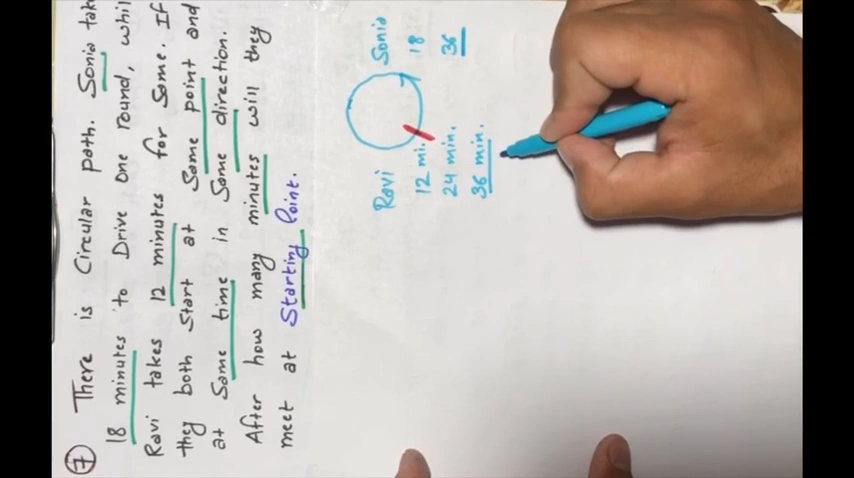 7 There is Circular path. Sonia
18 minutes to Drive One round, whil
Ravi takes 12 minutes for Same. If
they both Start at Same point and
at Same time in Same direction.
After how many minutes will they
meet at Starting Point.
Ravi Sonia
12 mi. 18
24 min. 36
36 min.